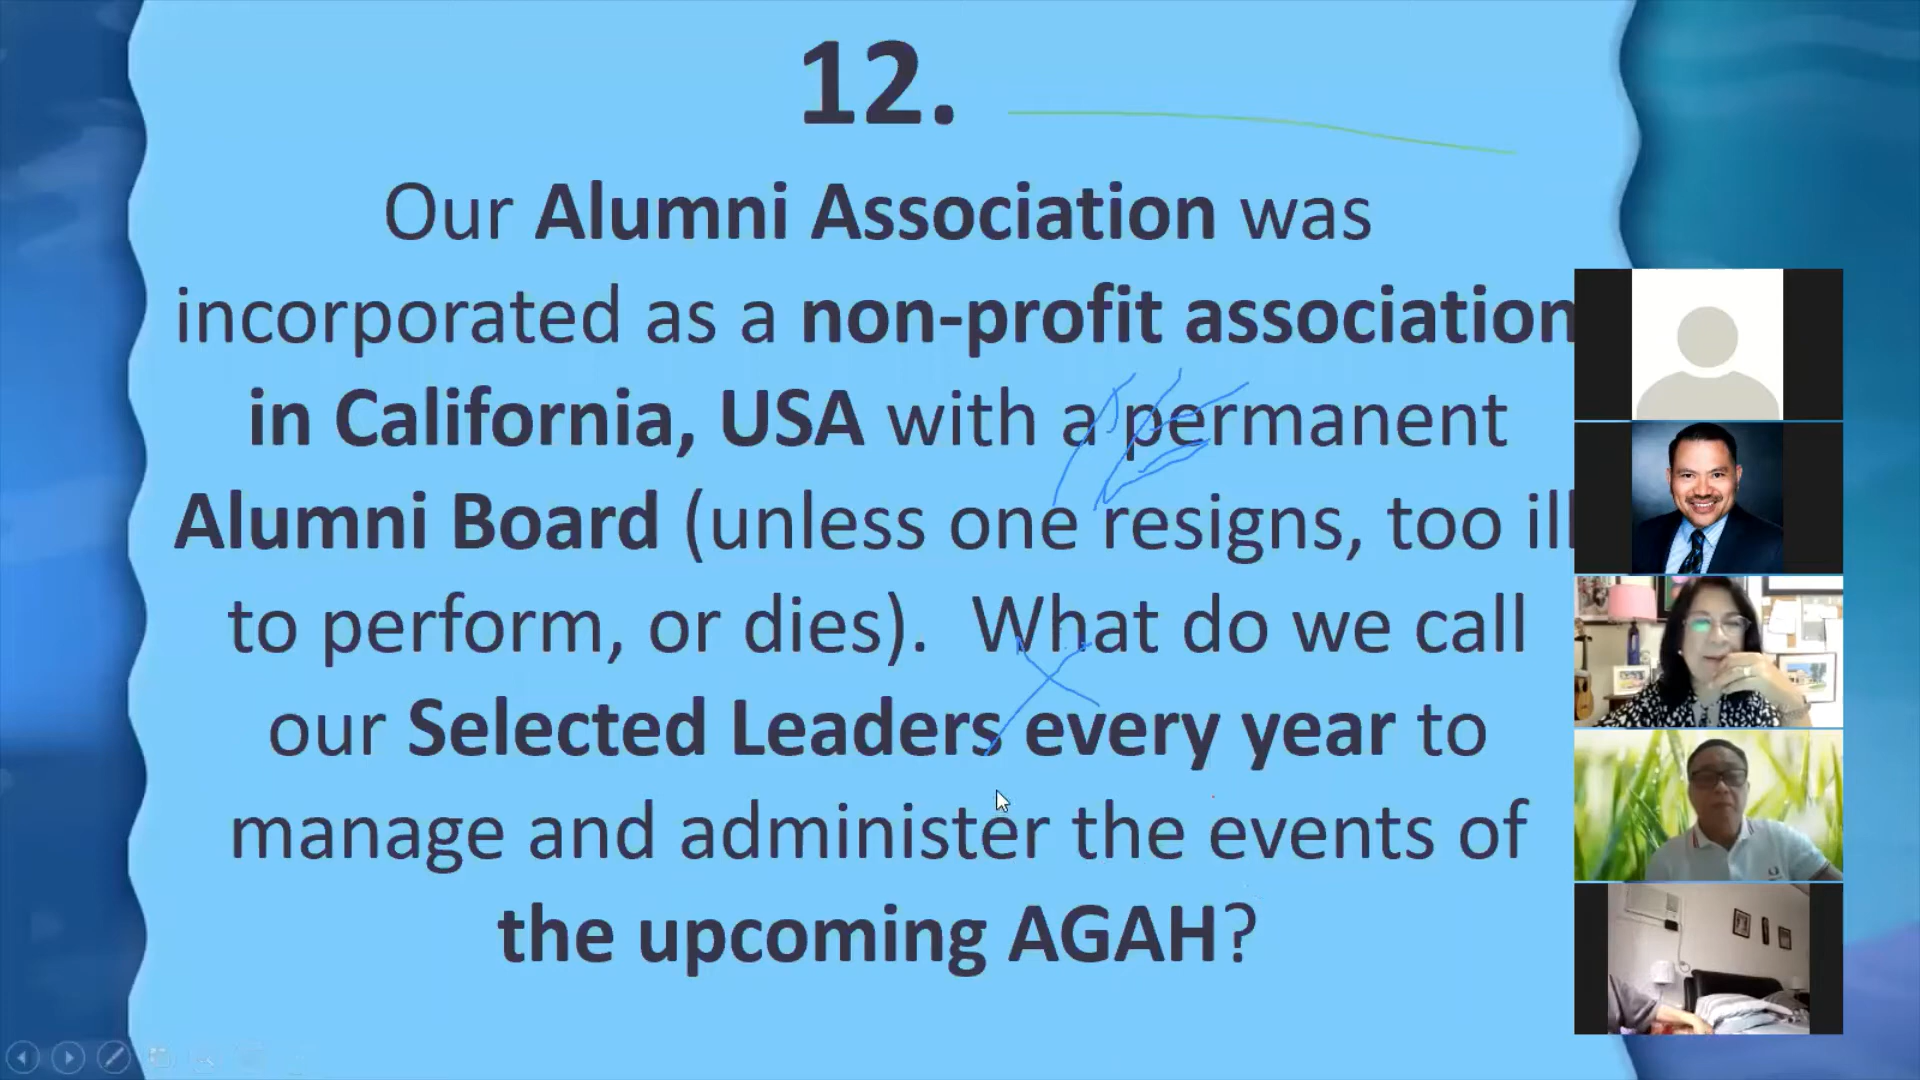 12.
Our Alumni Association was
incorporated as a non-profit association
in California, USA with a permanent
Alumni Board (unless one resigns, too ill
to perform, or dies). What do we call
our Selected Leaders every year to
manage and administer the events of
the upcoming AGAH?